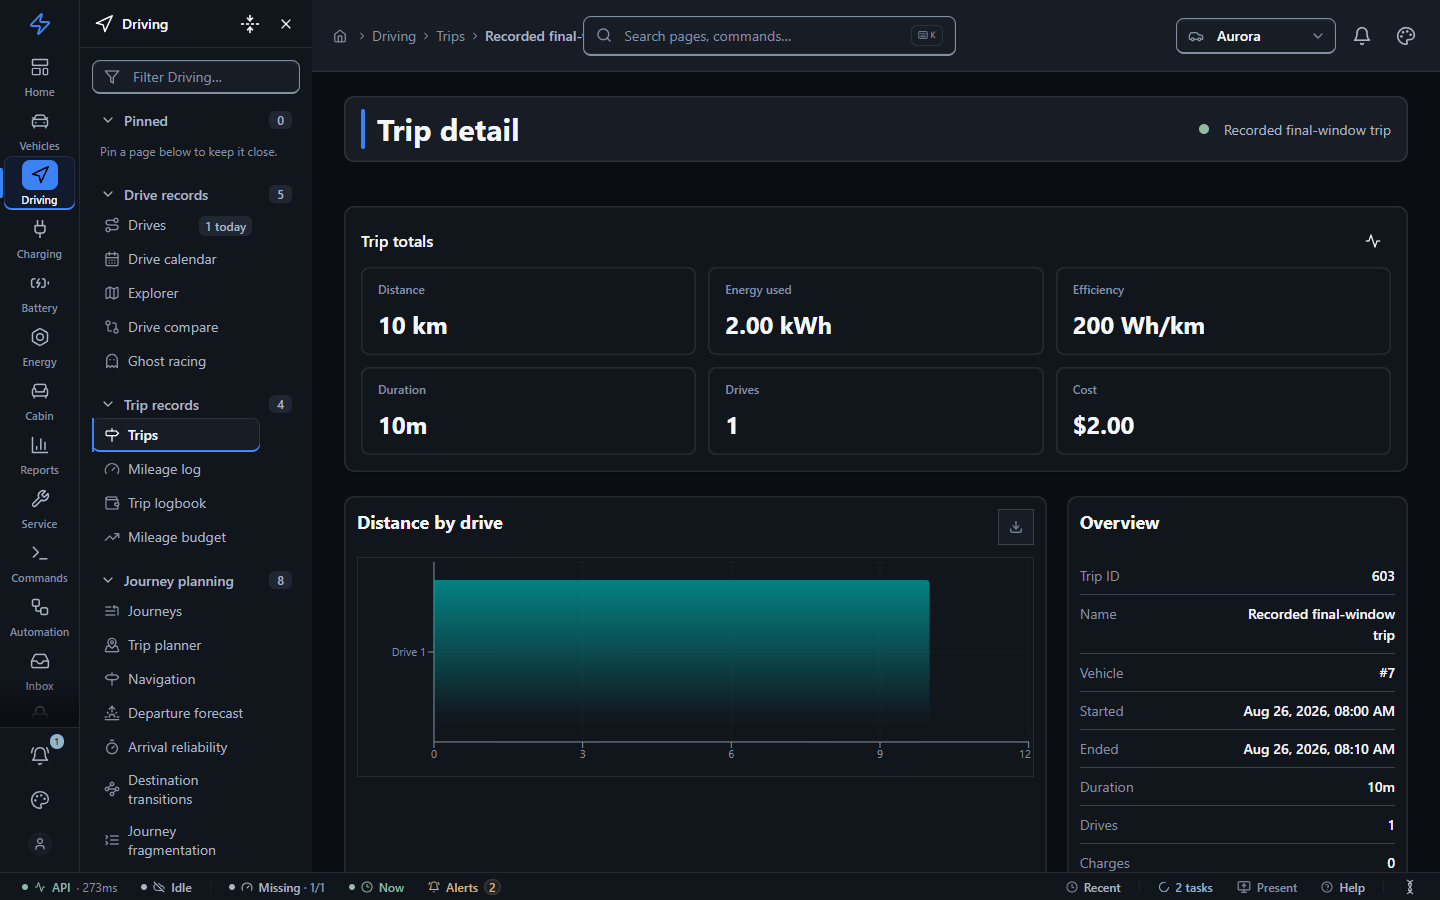 Home
Vehicles
Driving
Charging
Battery
Energy
Cabin
Reports
Service
Commands
Automation
Inbox
1
Driving
Filter Driving...
Pinned 0
Pin a page below to keep it close.
Drive records 5
Drives 1 today
Drive calendar
Explorer
Drive compare
Ghost racing
Trip records 4
Trips
Mileage log
Trip logbook
Mileage budget
Journey planning 8
Journeys
Trip planner
Navigation
Departure forecast
Arrival reliability
Destination
transitions
Journey
fragmentation
Driving Trips Recorded final-
Search pages, commands... K
Aurora
Trip detail
Recorded final-window trip
Trip totals
Distance
10 km
Energy used
2.00 kWh
Efficiency
200 Wh/km
Duration
10m
Drives
1
Cost
$2.00
Distance by drive
Drive 1
0 3 6 9 12
Overview
Trip ID 603
Name Recorded final-window
trip
Vehicle #7
Started Aug 26, 2026, 08:00 AM
Ended Aug 26, 2026, 08:10 AM
Duration 10m
Drives 1
Charges 0
API · 273ms Idle Missing · 1/1 Now Alerts 2 Recent 2 tasks Present Help